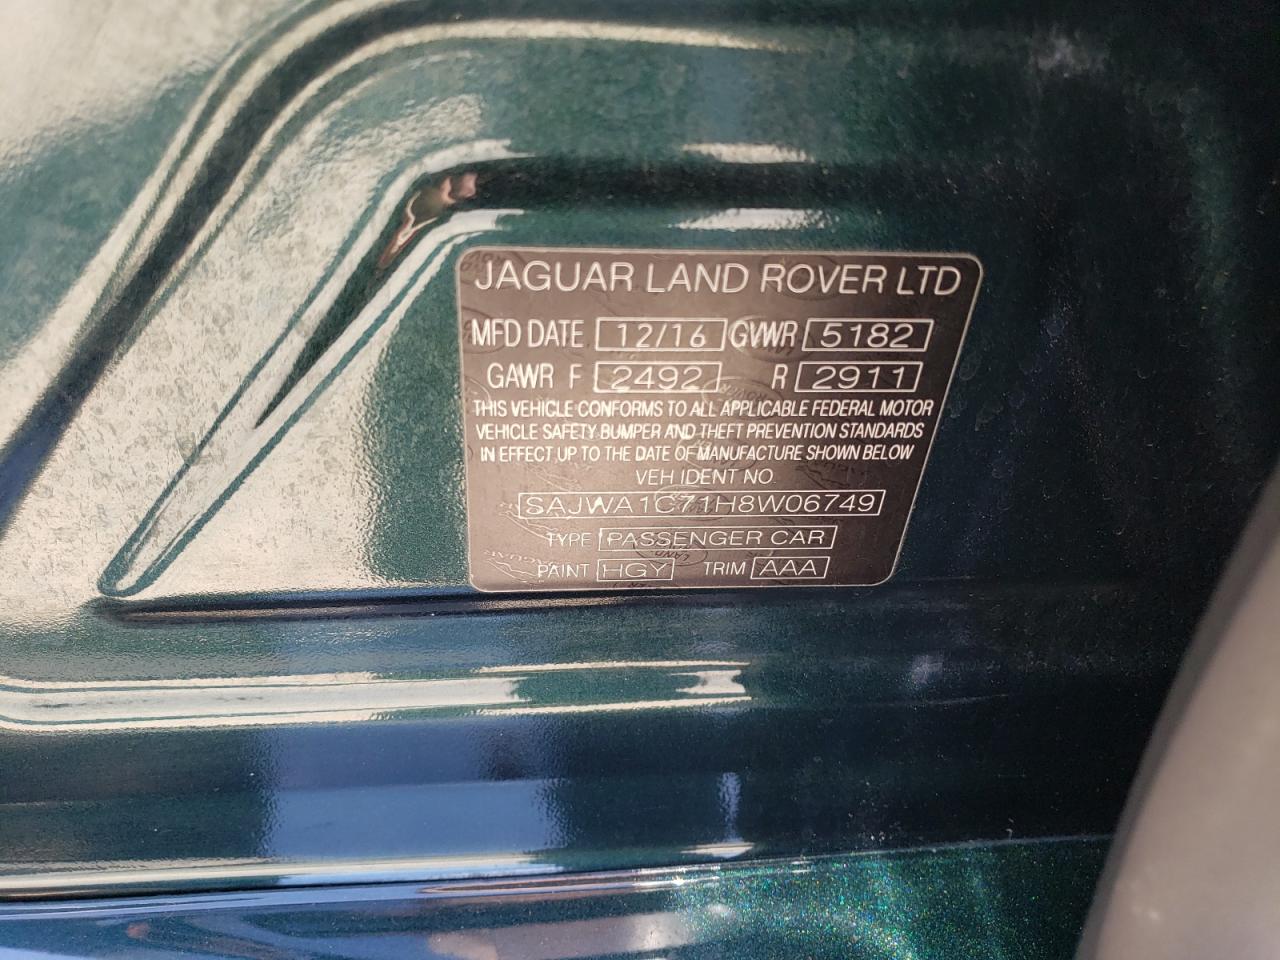 JAGUAR LAND ROVER LTD
MFD DATE 12/16 GVWR 5182
GAWR F 2492 R 2911
THIS VEHICLE CONFORMS TO ALL APPLICABLE FEDERAL MOTOR
VEHICLE SAFETY BUMPER AND THEFT PREVENTION STANDARDS
IN EFFECT UP TO THE DATE OF MANUFACTURE SHOWN BELOW
VEH IDENT NO.
SAJWA1C71H8W06749
TYPE PASSENGER CAR
PAINT HGY TRIM AAA